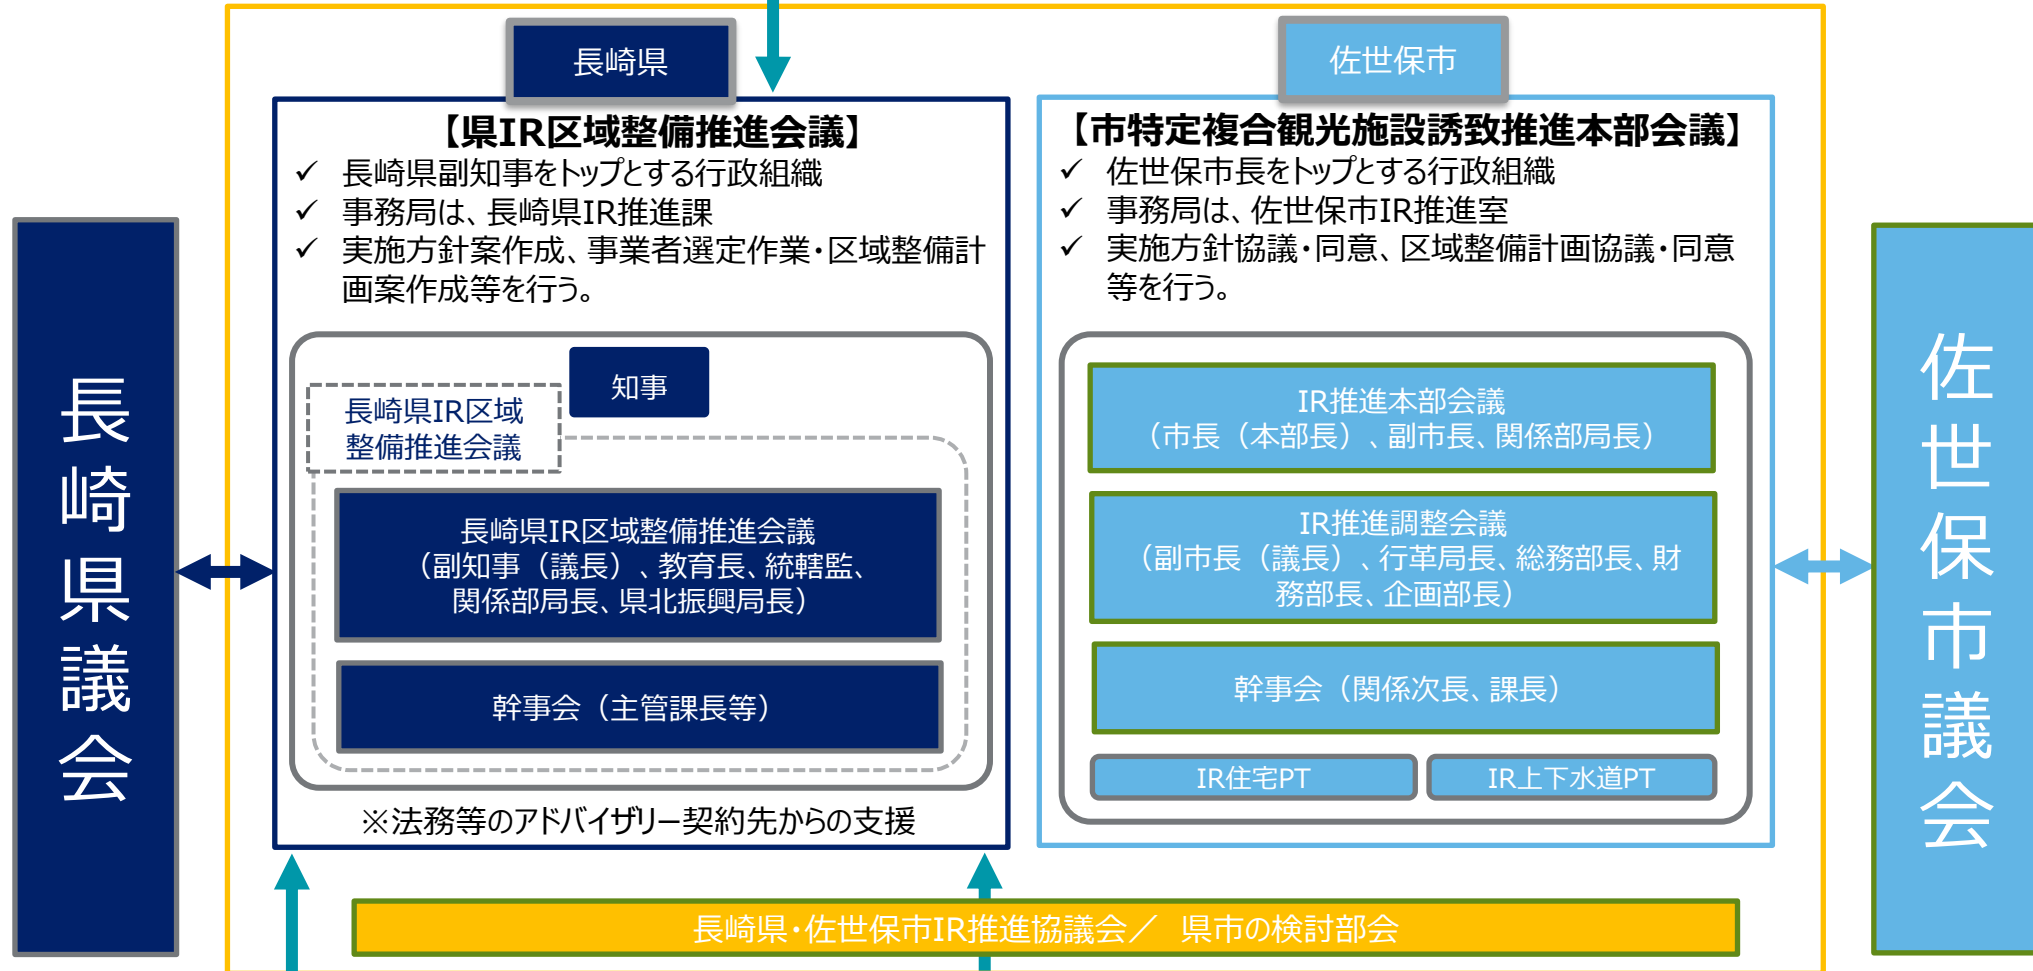 長崎県
佐世保市
【県IR区域整備推進会議】
✓ 長崎県副知事をトップとする行政組織
✓ 事務局は、長崎県IR推進課
✓ 実施方針案作成、事業者選定作業・区域整備計
画案作成等を行う。
知事
長崎県IR区域
整備推進会議
長崎県IR区域整備推進会議
（副知事（議長）、教育長、統轄監、
関係部局長、県北振興局長）
幹事会（主管課長等）
※法務等のアドバイザリー契約先からの支援
【市特定複合観光施設誘致推進本部会議】
✓ 佐世保市長をトップとする行政組織
✓ 事務局は、佐世保市IR推進室
✓ 実施方針協議・同意、区域整備計画協議・同意
等を行う。
IR推進本部会議
（市長（本部長）、副市長、関係部局長）
IR推進調整会議
（副市長（議長）、行革局長、総務部長、財
務部長、企画部長）
幹事会（関係次長、課長）
IR住宅PT
IR上下水道PT
長崎県議会
佐世保市議会
長崎県・佐世保市IR推進協議会／ 県市の検討部会